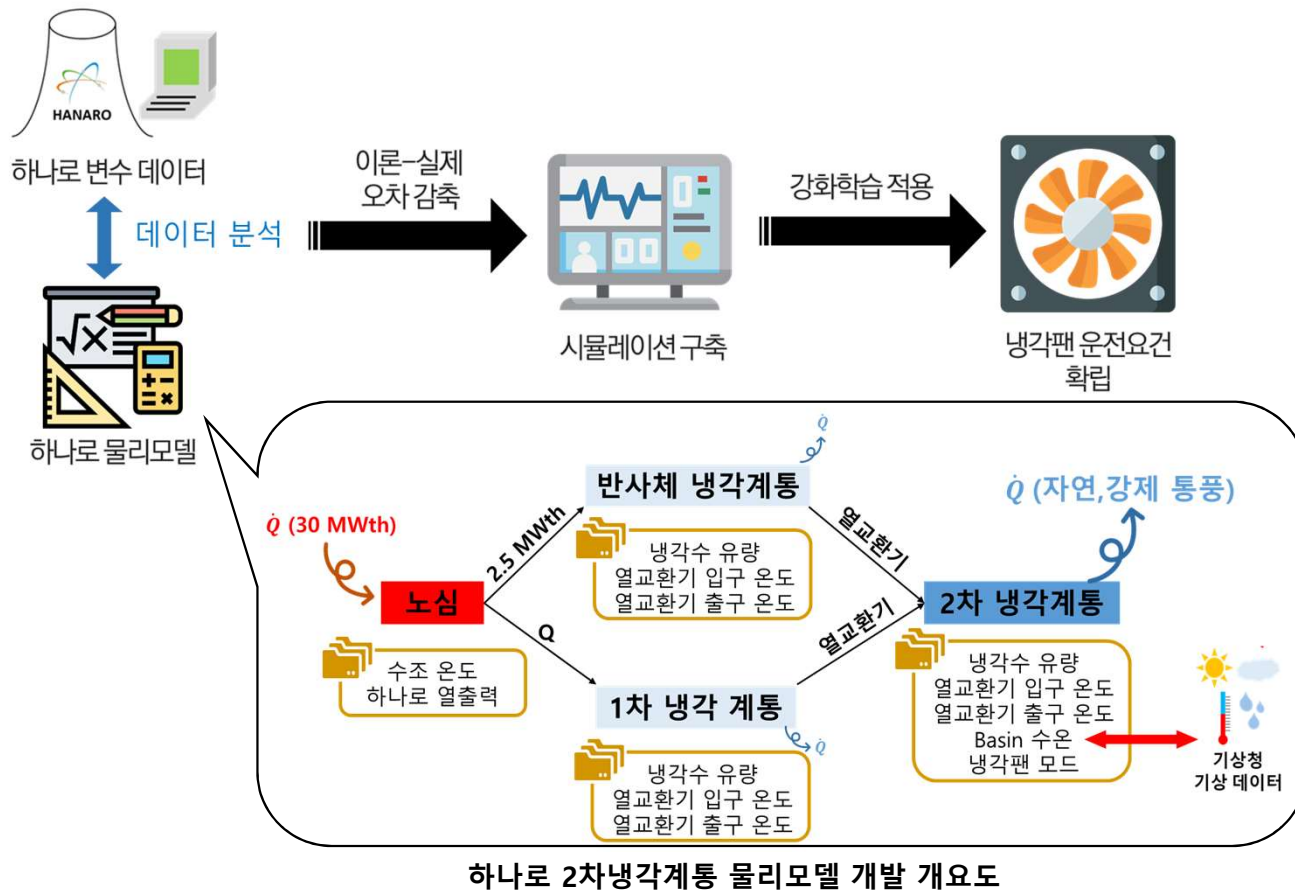 HANARO
하나로 변수 데이터
데이터 분석
하나로 물리모델
이론-실제
오차 감축
시뮬레이션 구축
강화학습 적용
냉각팬 운전요건
확립
Q̇ (30 MWth)
노심
수조 온도
하나로 열출력
2.5 MWth
Q
Q̇
반사체 냉각계통
냉각수 유량
열교환기 입구 온도
열교환기 출구 온도
열교환기
1차 냉각 계통
Q̇
냉각수 유량
열교환기 입구 온도
열교환기 출구 온도
열교환기
Q̇ (자연,강제 통풍)
2차 냉각계통
냉각수 유량
열교환기 입구 온도
열교환기 출구 온도
Basin 수온
냉각팬 모드
기상청
기상 데이터
하나로 2차냉각계통 물리모델 개발 개요도